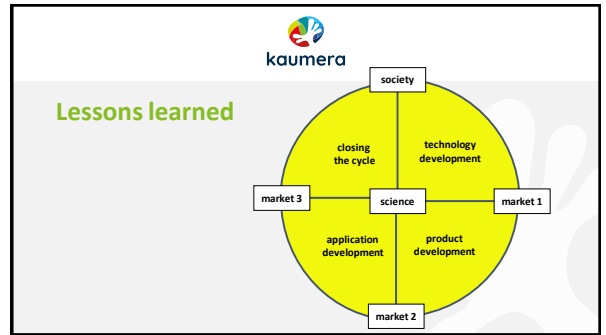 kaumera
Lessons learned
society
closing
the cycle
technology
development
market 3
science
market 1
application
development
product
development
market 2